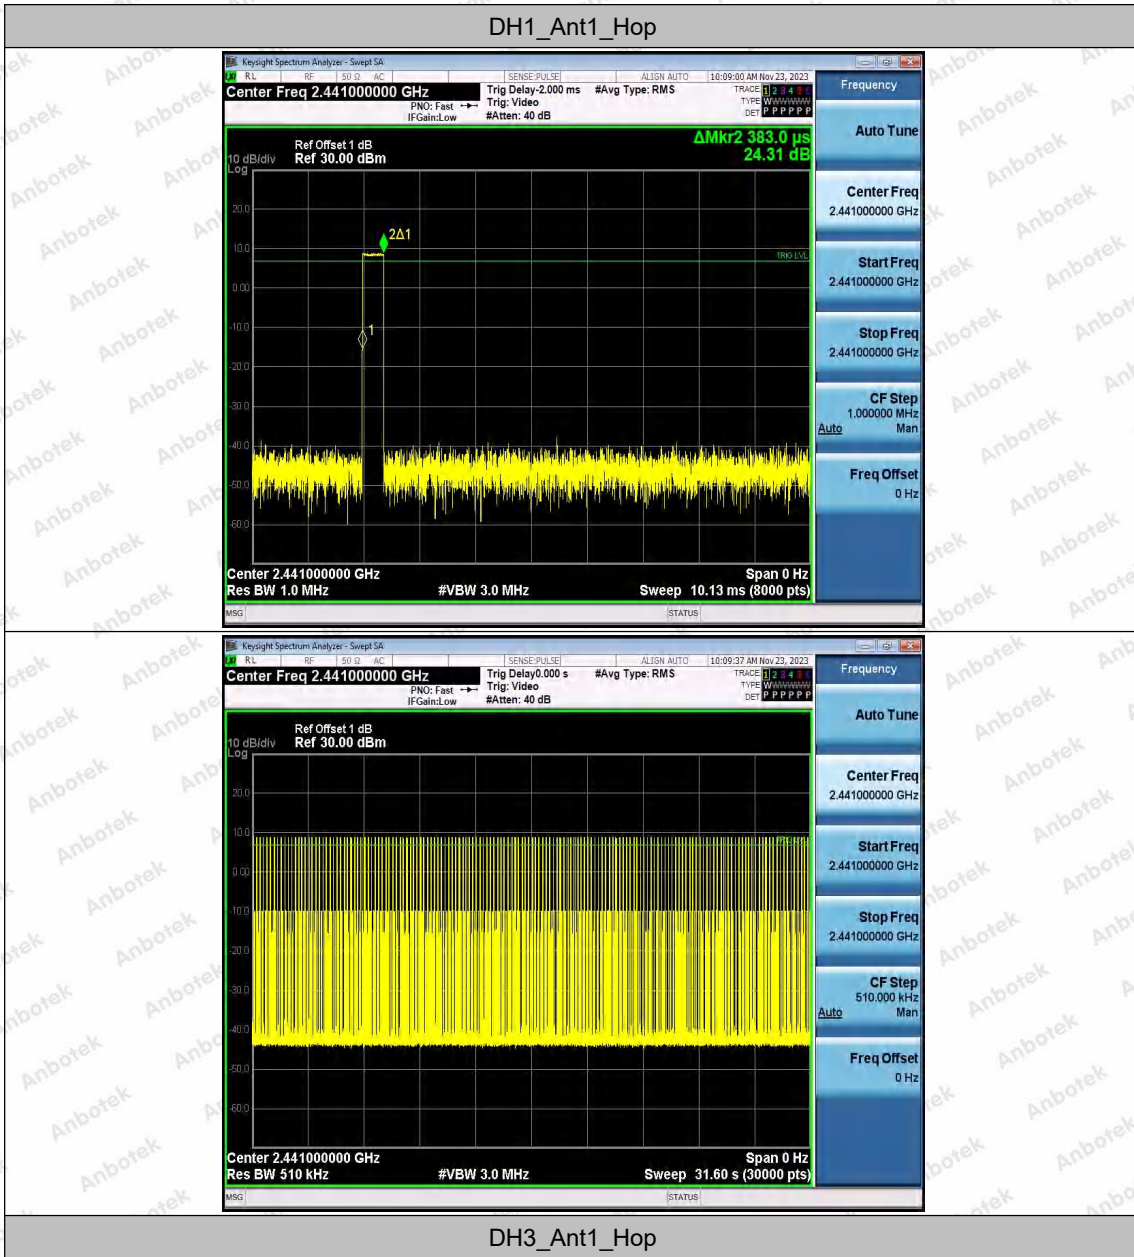 DH1_Ant1_Hop
Keysight Spectrum Analyzer - Swept SA
RL RF 50 Ω AC SENSE:PULSE ALIGN AUTO 10:09:00 AM Nov 23, 2023
Center Freq 2.441000000 GHz
PNO: Fast
IFGain:Low
Trig Delay-2.000 ms
Trig: Video
#Atten: 40 dB
#Avg Type: RMS
TRACE 1 2 3 4 5 6
TYPE WWWWWW
DET P P P P P P
ΔMkr2 383.0 µs
24.31 dB
Ref Offset 1 dB
10 dB/div Ref 30.00 dBm
Log
20.0
10.0
0.00
-10.0
-20.0
-30.0
-40.0
-50.0
-60.0
2Δ1
TRIG LVL
1
Center 2.441000000 GHz Span 0 Hz
Res BW 1.0 MHz #VBW 3.0 MHz Sweep 10.13 ms (8000 pts)
MSG STATUS
Frequency
Auto Tune
Center Freq
2.441000000 GHz
Start Freq
2.441000000 GHz
Stop Freq
2.441000000 GHz
CF Step
1.000000 MHz
Auto Man
Freq Offset
0 Hz
Keysight Spectrum Analyzer - Swept SA
RL RF 50 Ω AC SENSE:PULSE ALIGN AUTO 10:09:37 AM Nov 23, 2023
Center Freq 2.441000000 GHz
PNO: Fast
IFGain:Low
Trig Delay0.000 s
Trig: Video
#Atten: 40 dB
#Avg Type: RMS
TRACE 1 2 3 4 5 6
TYPE WWWWWW
DET P P P P P P
Ref Offset 1 dB
10 dB/div Ref 30.00 dBm
Log
20.0
10.0
0.00
-10.0
-20.0
-30.0
-40.0
-50.0
-60.0
Center 2.441000000 GHz Span 0 Hz
Res BW 510 kHz #VBW 3.0 MHz Sweep 31.60 s (30000 pts)
MSG STATUS
Frequency
Auto Tune
Center Freq
2.441000000 GHz
Start Freq
2.441000000 GHz
Stop Freq
2.441000000 GHz
CF Step
510.000 kHz
Auto Man
Freq Offset
0 Hz
DH3_Ant1_Hop
Anbotek